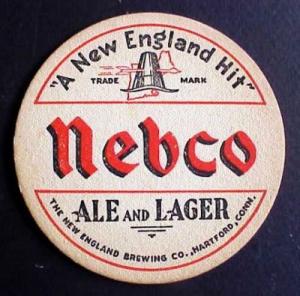 "A New England Hit"
TRADE MARK
Nebco
ALE AND LAGER
THE NEW ENGLAND BREWING CO., HARTFORD, CONN.